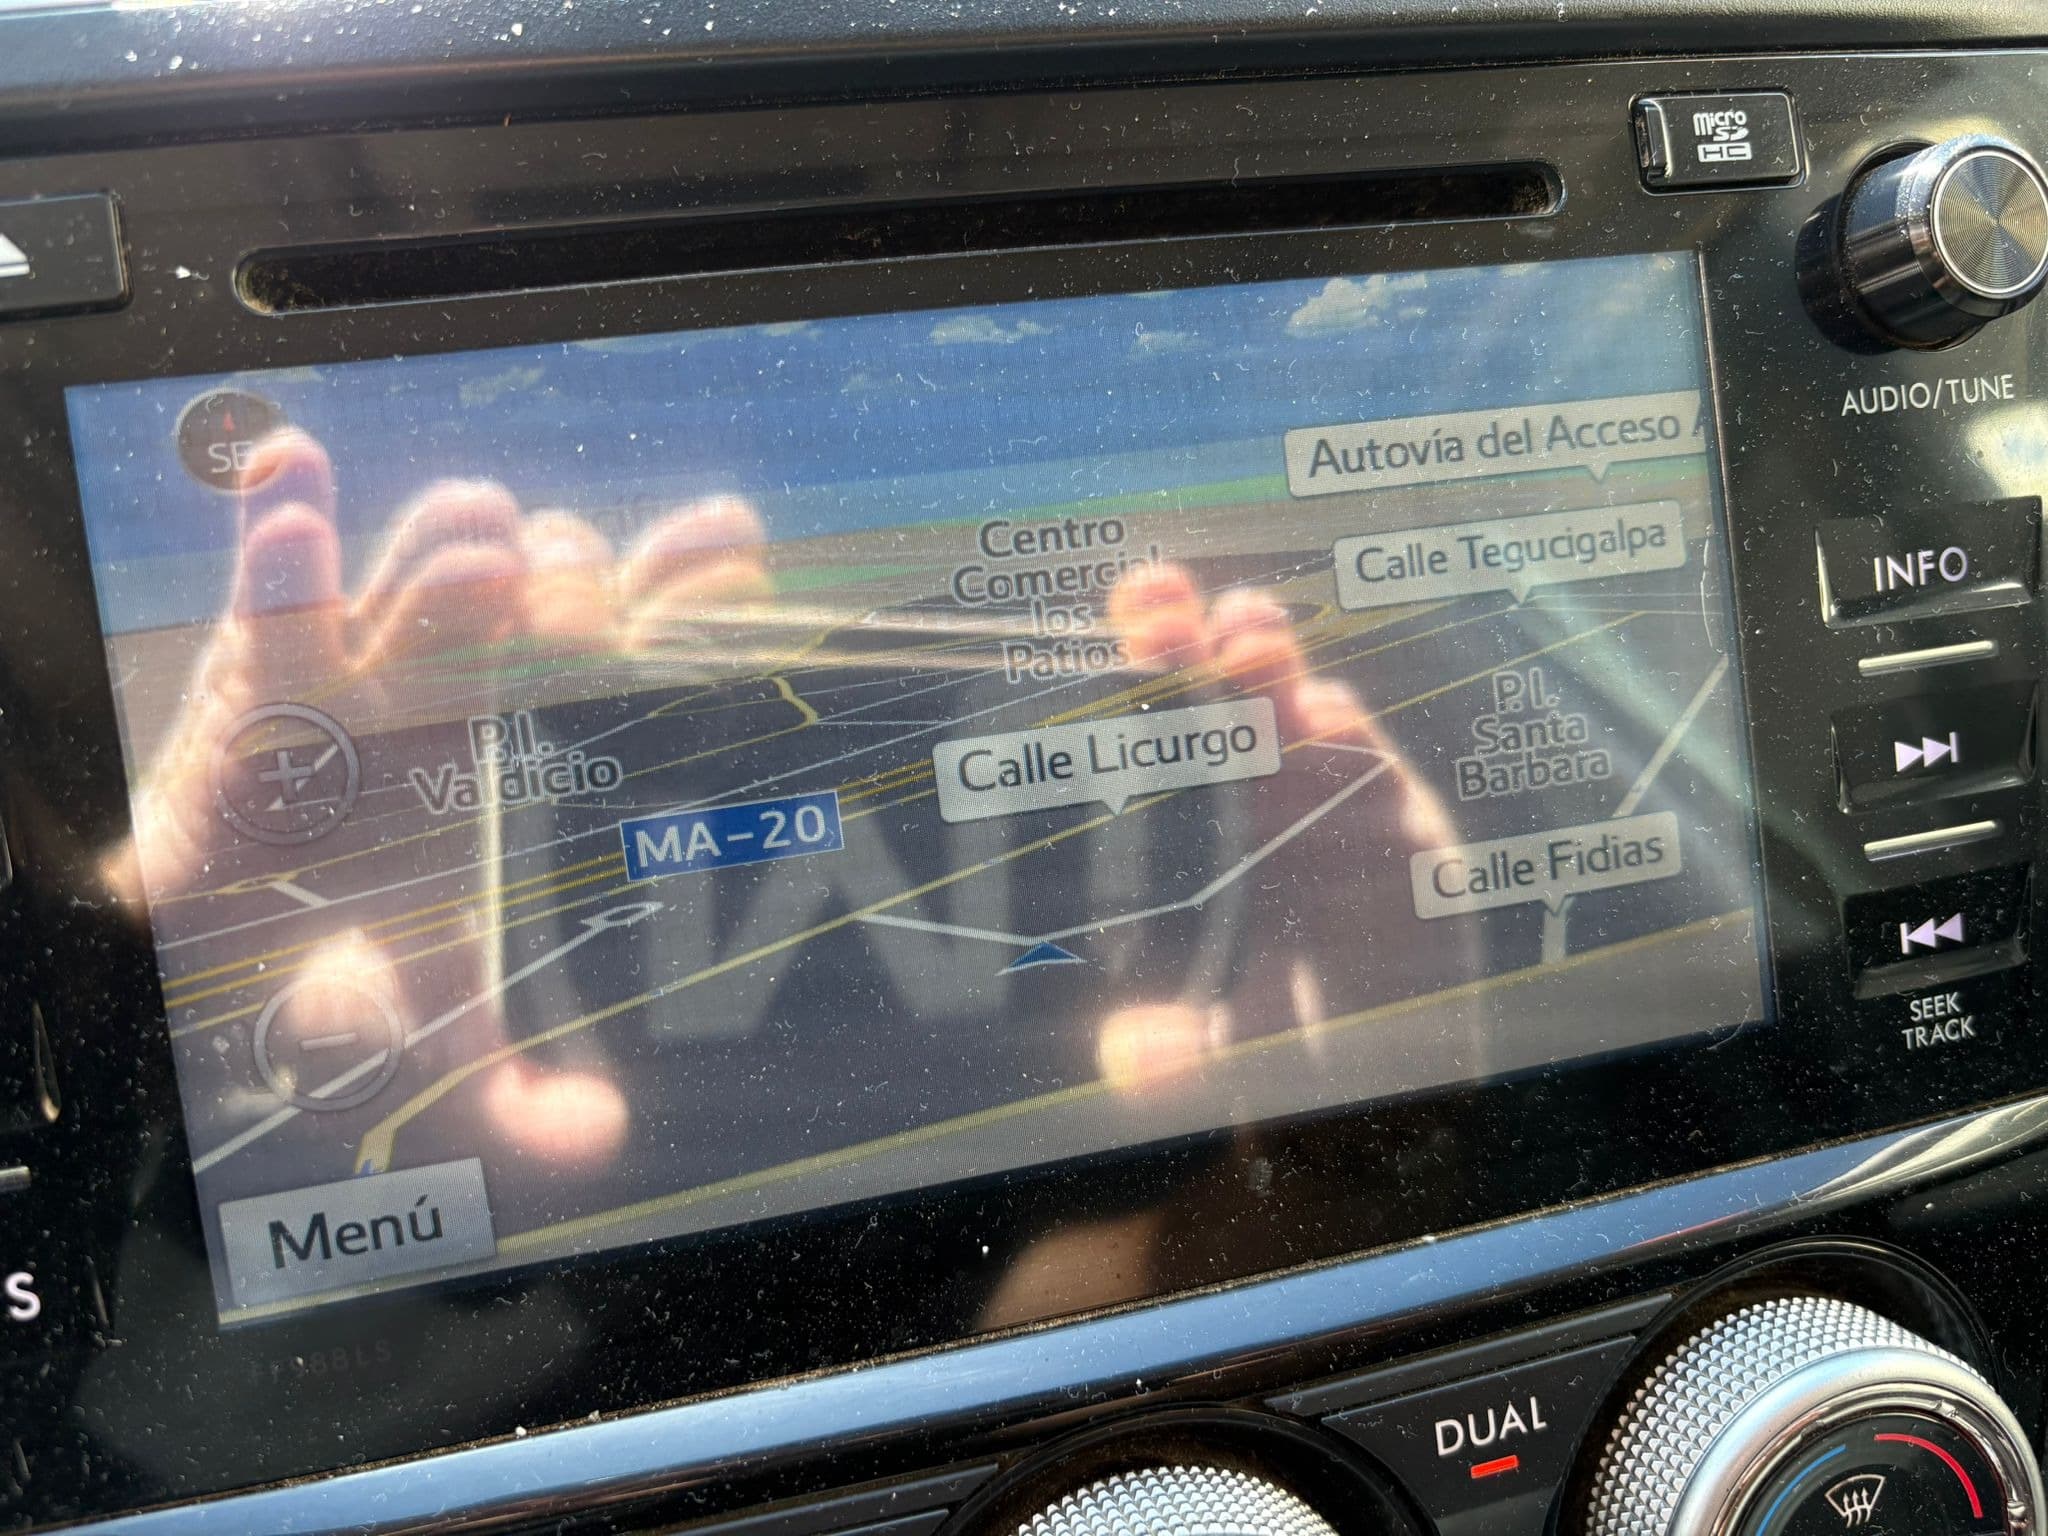 Micro
SD
HC
AUDIO/TUNE
SE
Autovía del Acceso A
Calle Tegucigalpa
Centro
Comercial
los
Patios
INFO
P.I.
Valdicio
Calle Licurgo
P.I.
Santa
Barbara
MA-20
Calle Fidias
SEEK
TRACK
Menú
S
DUAL